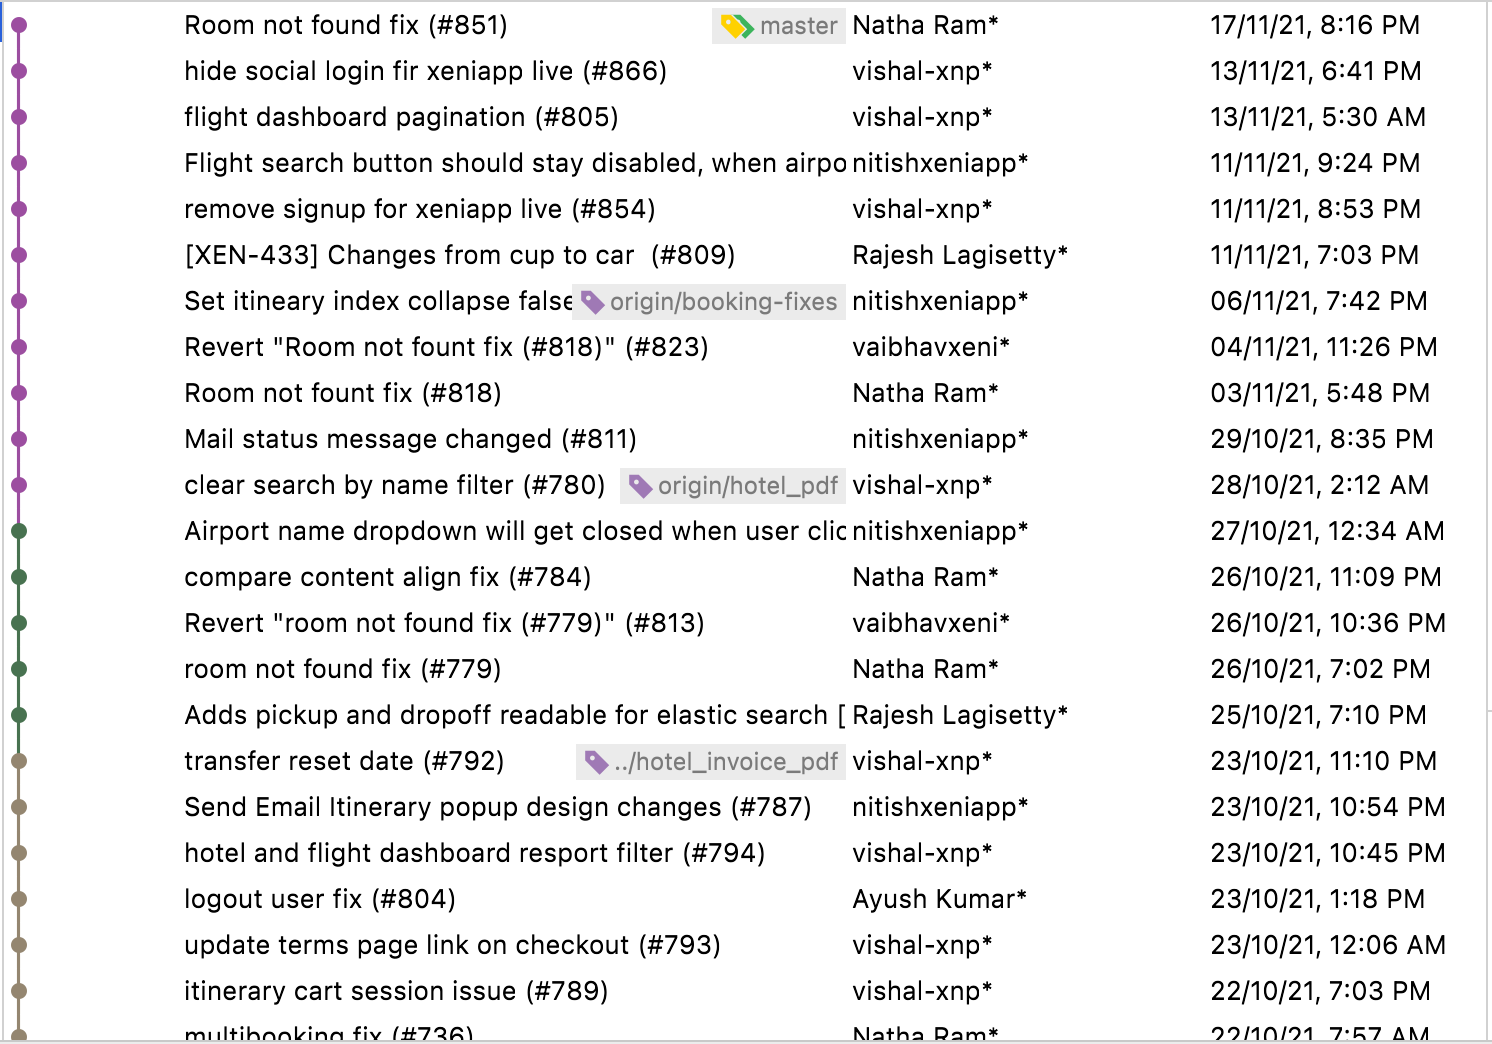 Room not found fix (#851) master Natha Ram* 17/11/21, 8:16 PM
hide social login fir xeniapp live (#866) vishal-xnp* 13/11/21, 6:41 PM
flight dashboard pagination (#805) vishal-xnp* 13/11/21, 5:30 AM
Flight search button should stay disabled, when airpo nitishxeniapp* 11/11/21, 9:24 PM
remove signup for xeniapp live (#854) vishal-xnp* 11/11/21, 8:53 PM
[XEN-433] Changes from cup to car (#809) Rajesh Lagisetty* 11/11/21, 7:03 PM
Set itineary index collapse false origin/booking-fixes nitishxeniapp* 06/11/21, 7:42 PM
Revert "Room not fount fix (#818)" (#823) vaibhavxeni* 04/11/21, 11:26 PM
Room not fount fix (#818) Natha Ram* 03/11/21, 5:48 PM
Mail status message changed (#811) nitishxeniapp* 29/10/21, 8:35 PM
clear search by name filter (#780) origin/hotel_pdf vishal-xnp* 28/10/21, 2:12 AM
Airport name dropdown will get closed when user clic nitishxeniapp* 27/10/21, 12:34 AM
compare content align fix (#784) Natha Ram* 26/10/21, 11:09 PM
Revert "room not found fix (#779)" (#813) vaibhavxeni* 26/10/21, 10:36 PM
room not found fix (#779) Natha Ram* 26/10/21, 7:02 PM
Adds pickup and dropoff readable for elastic search [ Rajesh Lagisetty* 25/10/21, 7:10 PM
transfer reset date (#792) ../hotel_invoice_pdf vishal-xnp* 23/10/21, 11:10 PM
Send Email Itinerary popup design changes (#787) nitishxeniapp* 23/10/21, 10:54 PM
hotel and flight dashboard resport filter (#794) vishal-xnp* 23/10/21, 10:45 PM
logout user fix (#804) Ayush Kumar* 23/10/21, 1:18 PM
update terms page link on checkout (#793) vishal-xnp* 23/10/21, 12:06 AM
itinerary cart session issue (#789) vishal-xnp* 22/10/21, 7:03 PM
multibooking fix (#736) Natha Ram* 22/10/21, 7:57 AM